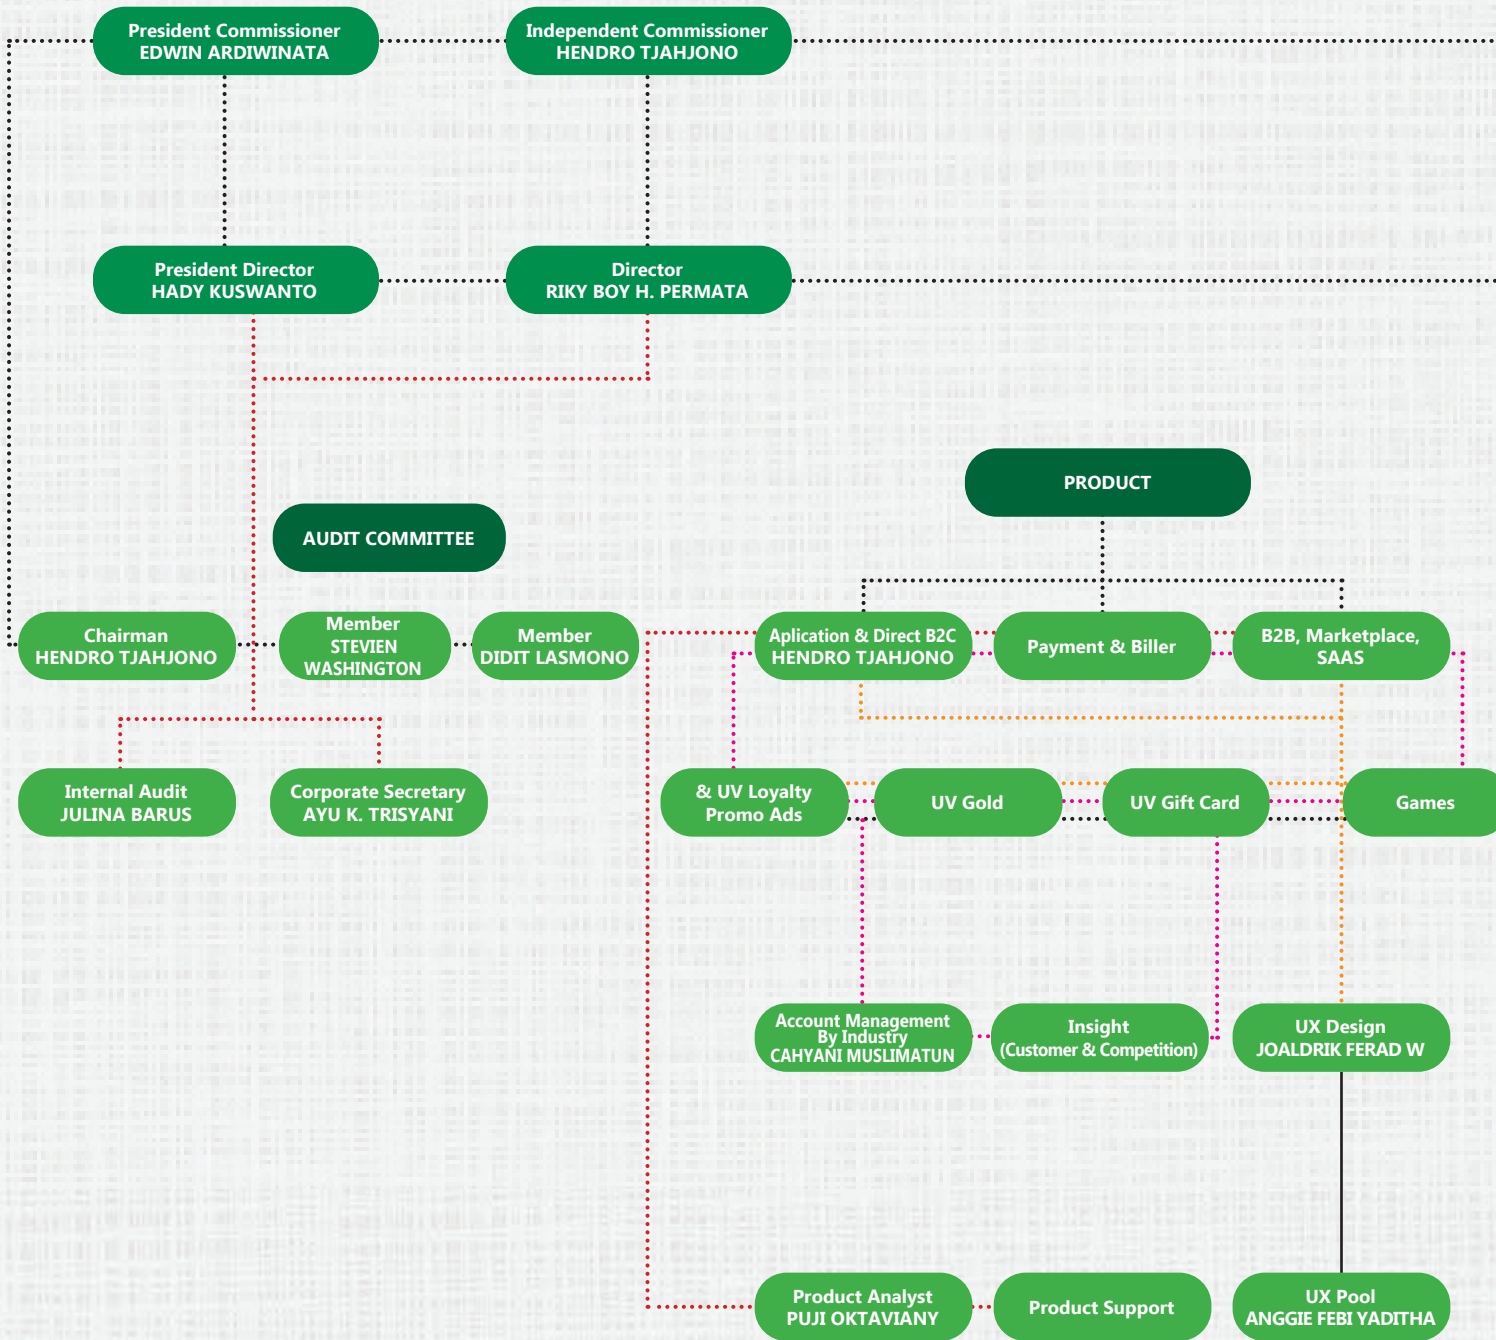 President Commissioner
EDWIN ARDIWINATA
Independent Commissioner
HENDRO TJAHJONO
President Director
HADY KUSWANTO
Director
RIKY BOY H. PERMATA
PRODUCT
AUDIT COMMITTEE
Chairman
HENDRO TJAHJONO
Member
STEVIEN
WASHINGTON
Member
DIDIT LASMONO
Aplication & Direct B2C
HENDRO TJAHJONO
Payment & Biller
B2B, Marketplace,
SAAS
Internal Audit
JULINA BARUS
Corporate Secretary
AYU K. TRISYANI
& UV Loyalty
Promo Ads
UV Gold
UV Gift Card
Games
Account Management
By Industry
CAHYANI MUSLIMATUN
Insight
(Customer & Competition)
UX Design
JOALDRIK FERAD W
Product Analyst
PUJI OKTAVIANY
Product Support
UX Pool
ANGGIE FEBI YADITHA